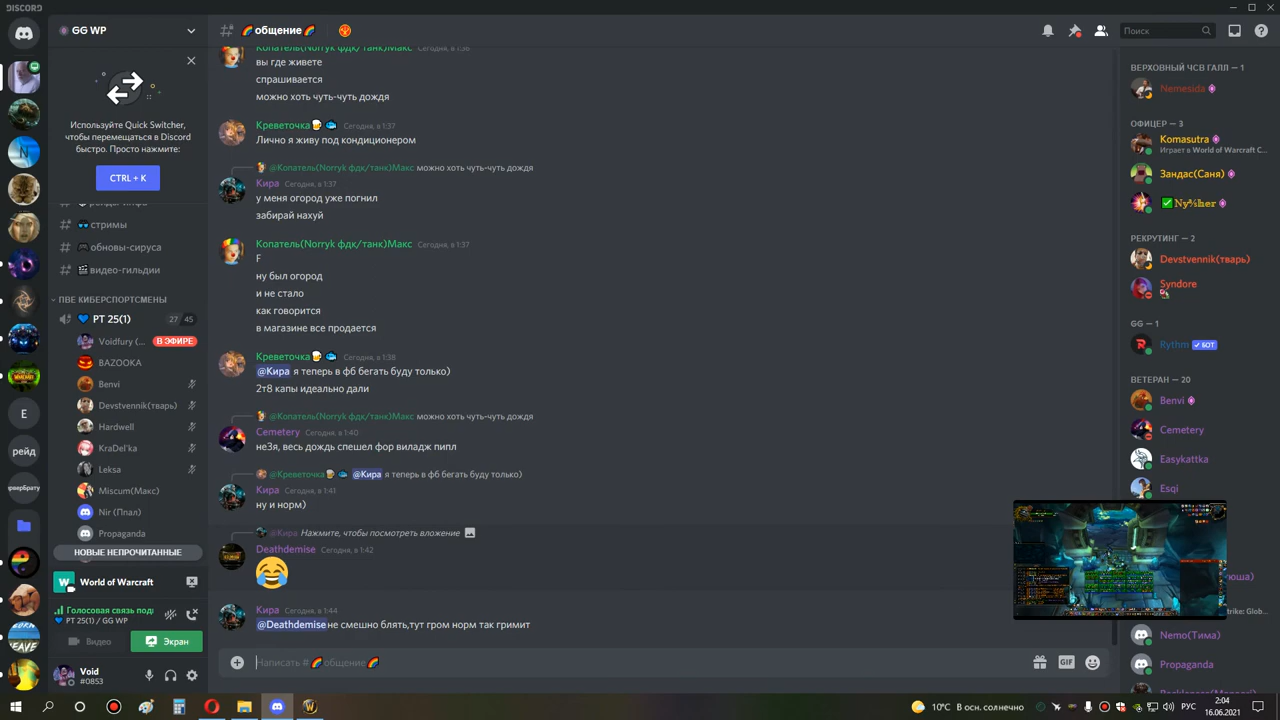 DISCORD
GG WP
Используйте Quick Switcher,
чтобы перемещаться в Discord
быстро. Просто нажмите:
CTRL + K
стримы
обновы-сируса
видео-гильдии
ПВЕ КИБЕРСПОРТСМЕНЫ
РТ 25(1) 27 45
Voidfury (... В ЭФИРЕ
BAZOOKA
Benvi
Devstvennik(тварь)
Hardwell
KraDel'ka
Leksa
Miscum(Макс)
Nir (Ппал)
Propaganda
НОВЫЕ НЕПРОЧИТАННЫЕ
World of Warcraft
Голосовая связь под
PT 25(1) / GG WP
Видео Экран
Void
#0853
E
рейд
общение
Поиск
Копатель(Norryk фдк/танк)Макс Сегодня, в 1:36
вы где живете
спрашивается
можно хоть чуть-чуть дождя
Креветочка Сегодня, в 1:37
Лично я живу под кондиционером
@Копатель(Norryk фдк/танк)Макс можно хоть чуть-чуть дождя
Кира Сегодня, в 1:37
у меня огород уже погнил
забирай нахуй
Копатель(Norryk фдк/танк)Макс Сегодня, в 1:37
F
ну был огород
и не стало
как говорится
в магазине все продается
Креветочка Сегодня, в 1:38
@Кира я теперь в фб бегать буду только)
2т8 капы идеально дали
@Копатель(Norryk фдк/танк)Макс можно хоть чуть-чуть дождя
Cemetery Сегодня, в 1:40
не3я, весь дождь спешел фор виладж пипл
@Креветочка @Кира я теперь в фб бегать буду только)
Кира Сегодня, в 1:41
ну и норм)
@Кира Нажмите, чтобы посмотреть вложение
Deathdemise Сегодня, в 1:42
Кира Сегодня, в 1:44
@Deathdemise не смешно блять,тут гром норм так гримит
Написать #общение
GIF
ВЕРХОВНЫЙ ЧСВ ГАЛЛ — 1
Nemesida
ОФИЦЕР — 3
Komasutra
Играет в World of Warcraft C...
Зандас(Саня)
Ny%$her
РЕКРУТИНГ — 2
Devstvennik(тварь)
Syndore
GG — 1
Rythm БОТ
ВЕТЕРАН — 20
Benvi
Cemetery
Easykattka
Esqi
юша)
trike: Glob...
Nemo(Тима)
Propaganda
10°C В осн. солнечно
РУС
2:04
16.06.2021